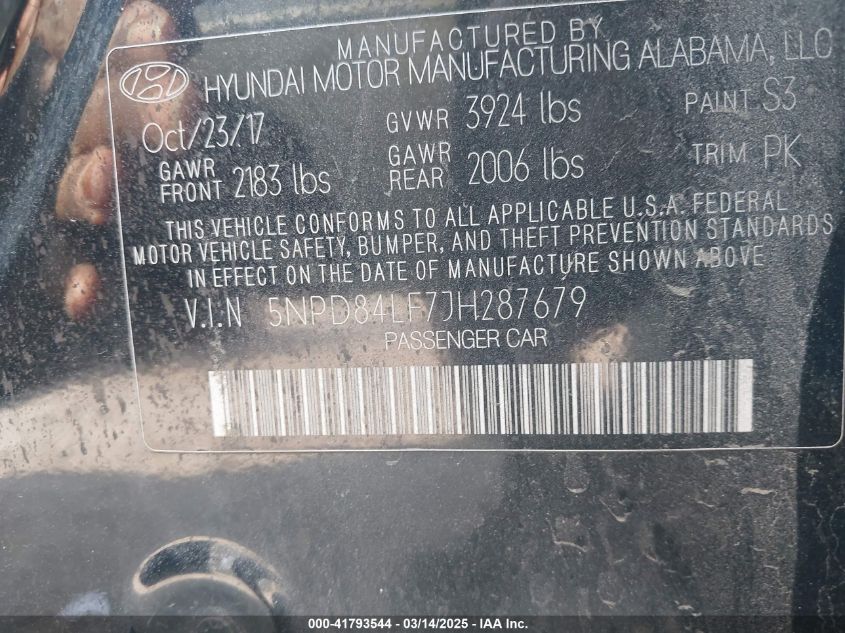 MANUFACTURED BY
HYUNDAI MOTOR MANUFACTURING ALABAMA, LLC
Oct/23/17 GVWR 3924 lbs PAINT S3
GAWR FRONT 2183 lbs GAWR REAR 2006 lbs TRIM PK
THIS VEHICLE CONFORMS TO ALL APPLICABLE U.S.A. FEDERAL
MOTOR VEHICLE SAFETY, BUMPER, AND THEFT PREVENTION STANDARDS
IN EFFECT ON THE DATE OF MANUFACTURE SHOWN ABOVE
V.I.N 5NPD84LF7JH287679
PASSENGER CAR
000-41793544 - 03/14/2025 - IAA Inc.